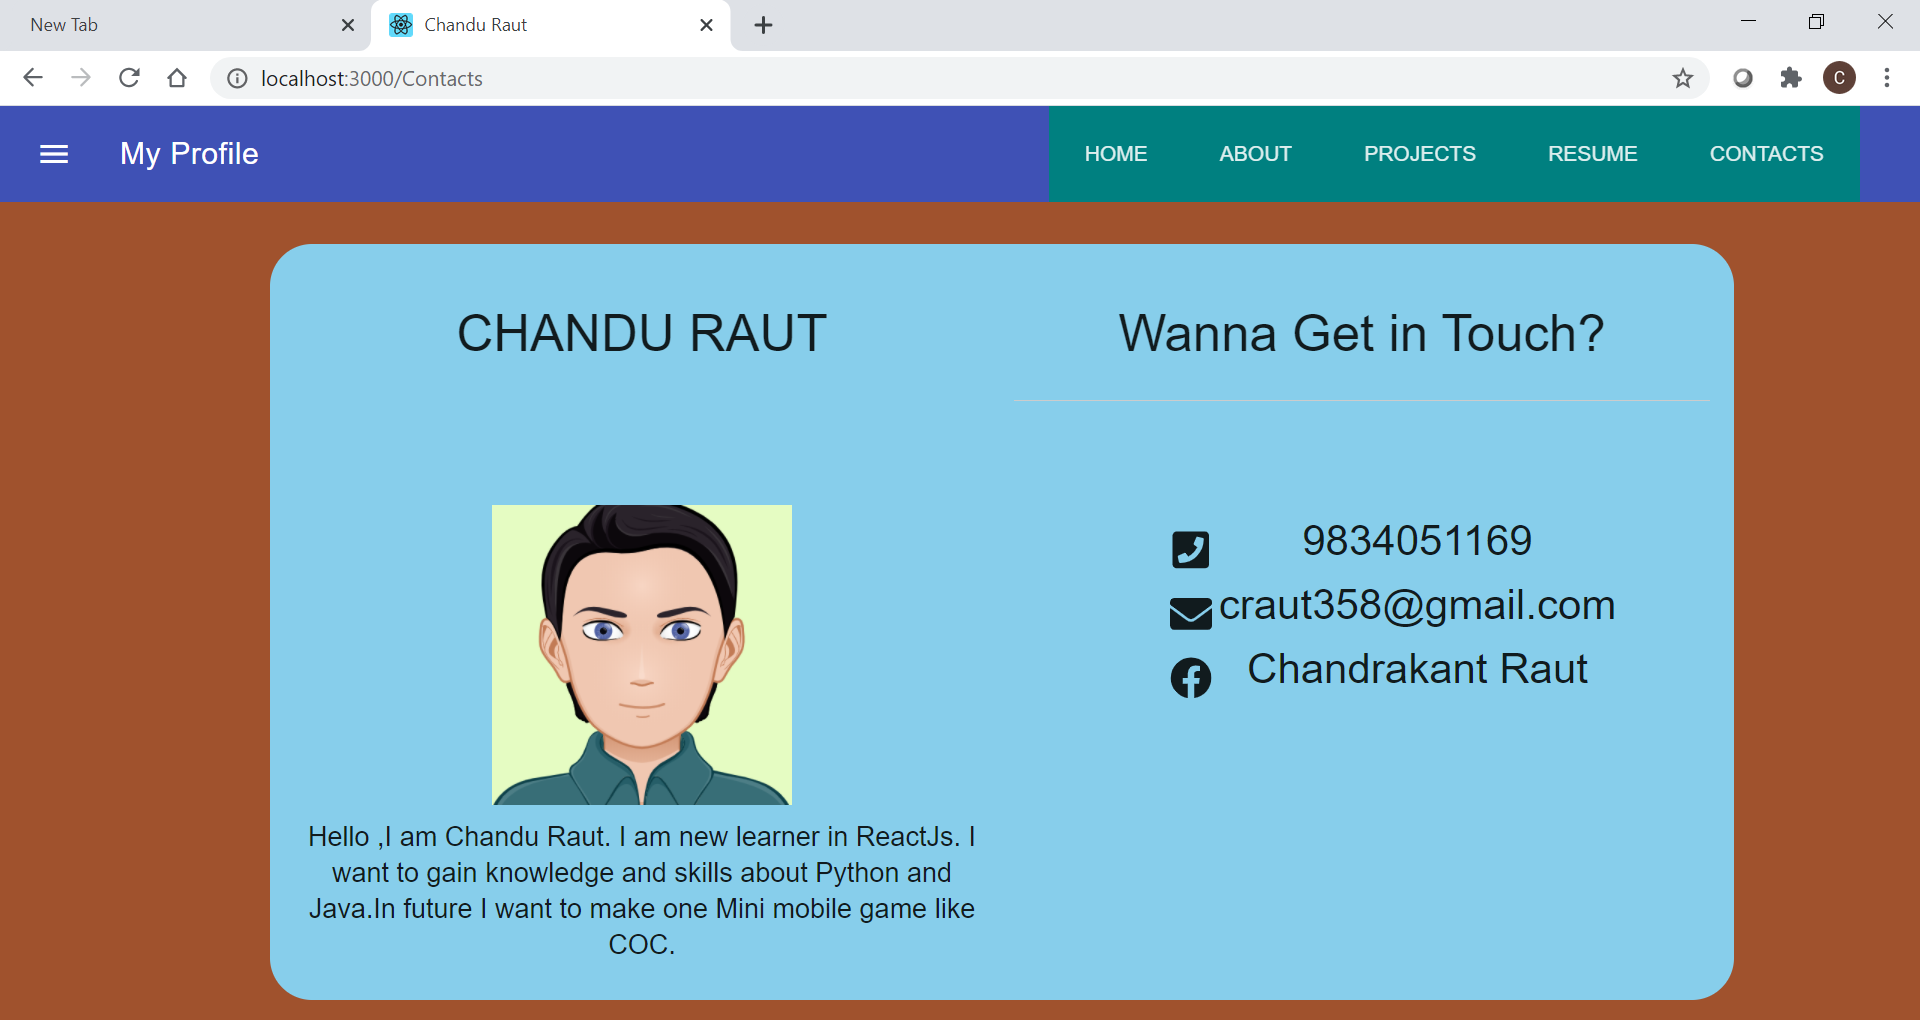 New Tab
Chandu Raut
C
localhost:3000/Contacts
My Profile
HOME
ABOUT
PROJECTS
RESUME
CONTACTS
CHANDU RAUT
Hello ,I am Chandu Raut. I am new learner in ReactJs. I
want to gain knowledge and skills about Python and
Java.In future I want to make one Mini mobile game like
COC.
Wanna Get in Touch?
9834051169
craut358@gmail.com
Chandrakant Raut